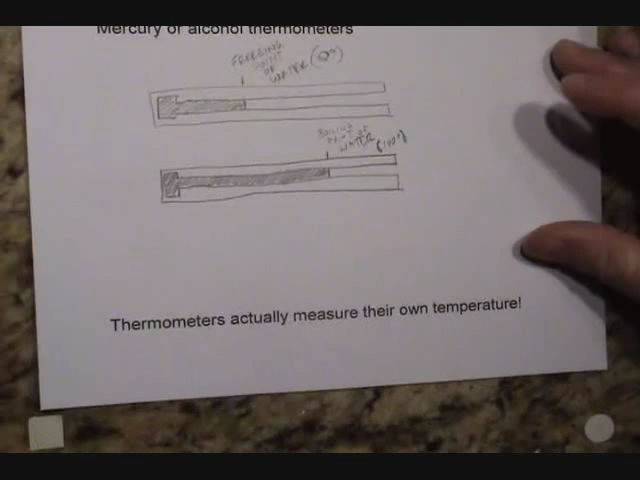 Mercury or alcohol thermometers
FREEZING
POINT
OF
WATER (0°)
BOILING
POINT OF
WATER
(100°)
Thermometers actually measure their own temperature!